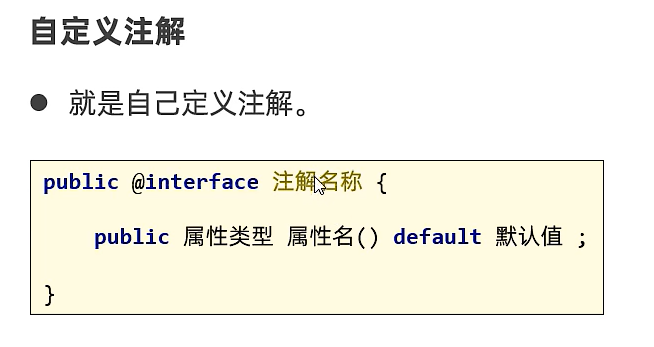 自定义注解
● 就是自己定义注解。
public @interface 注解名称 {
public 属性类型 属性名() default 默认值 ;
}